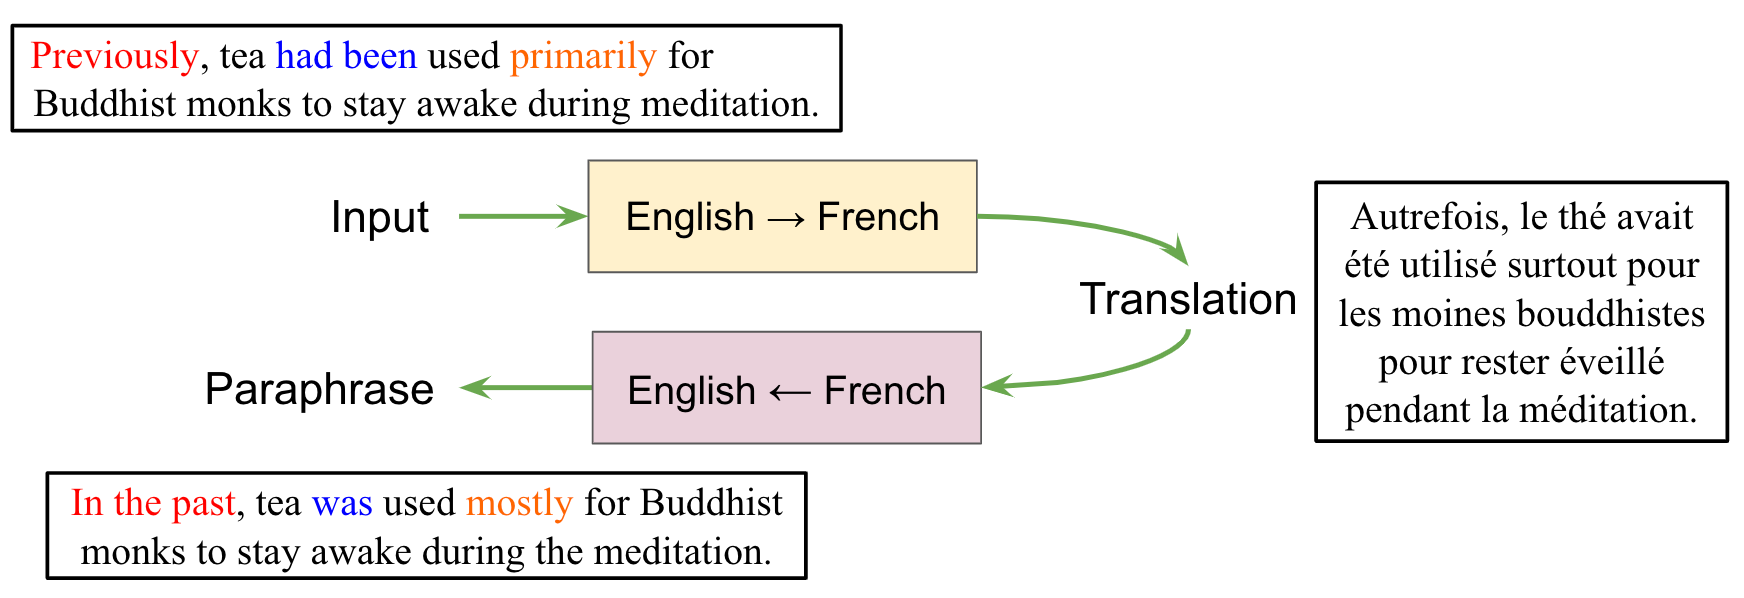 Previously, tea had been used primarily for
Buddhist monks to stay awake during meditation.
Input
English → French
Translation
Autrefois, le thé avait
été utilisé surtout pour
les moines bouddhistes
pour rester éveillé
pendant la méditation.
English ← French
Paraphrase
In the past, tea was used mostly for Buddhist
monks to stay awake during the meditation.